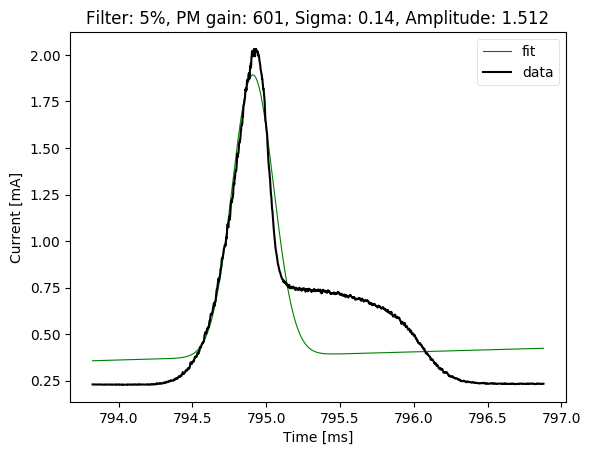 Filter: 5%, PM gain: 601, Sigma: 0.14, Amplitude: 1.512
fit
data
2.00
1.75
1.50
1.25
1.00
0.75
0.50
0.25
Current [mA]
794.0 794.5 795.0 795.5 796.0 796.5 797.0
Time [ms]